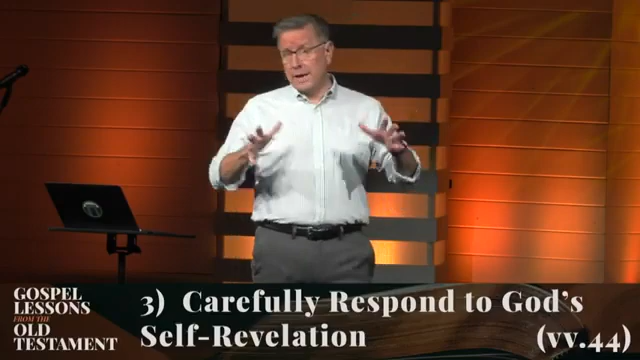 GOSPEL
LESSONS
FROM THE
OLD
TESTAMENT
3) Carefully Respond to God's
Self-Revelation (vv.44)